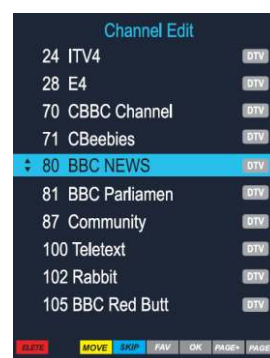 Channel Edit
24 ITV4 DTV
28 E4 DTV
70 CBBC Channel DTV
71 CBeebies DTV
80 BBC NEWS DTV
81 BBC Parliamen DTV
87 Community DTV
100 Teletext DTV
102 Rabbit DTV
105 BBC Red Butt DTV
ELETE MOVE SKIP FAV OK PAGE+ PAGE